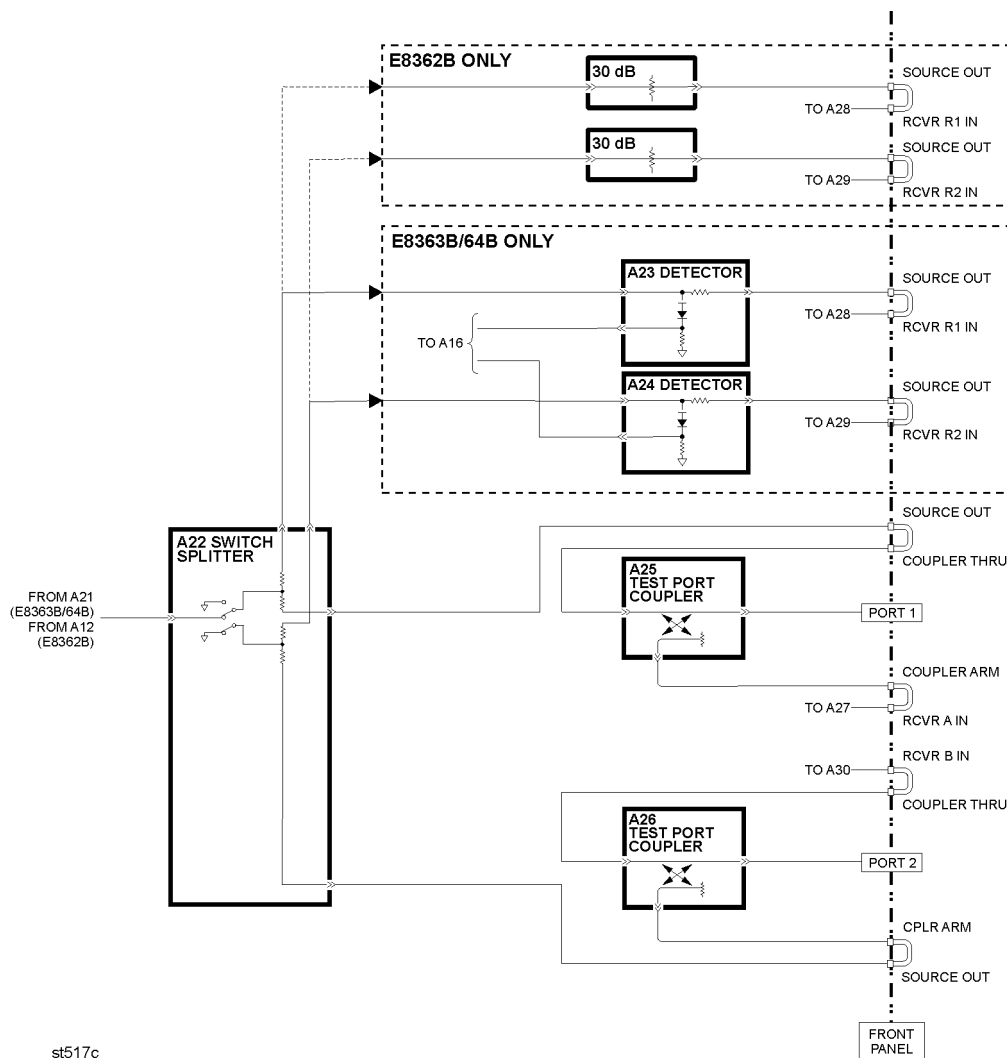 E8362B ONLY
30 dB
SOURCE OUT
TO A28
RCVR R1 IN
30 dB
SOURCE OUT
TO A29
RCVR R2 IN
E8363B/64B ONLY
A23 DETECTOR
SOURCE OUT
TO A28
RCVR R1 IN
TO A16
A24 DETECTOR
SOURCE OUT
TO A29
RCVR R2 IN
A22 SWITCH
SPLITTER
FROM A21
(E8363B/64B)
FROM A12
(E8362B)
SOURCE OUT
COUPLER THRU
A25
TEST PORT
COUPLER
PORT 1
COUPLER ARM
TO A27
RCVR A IN
RCVR B IN
TO A30
COUPLER THRU
A26
TEST PORT
COUPLER
PORT 2
CPLR ARM
SOURCE OUT
FRONT
PANEL
st517c